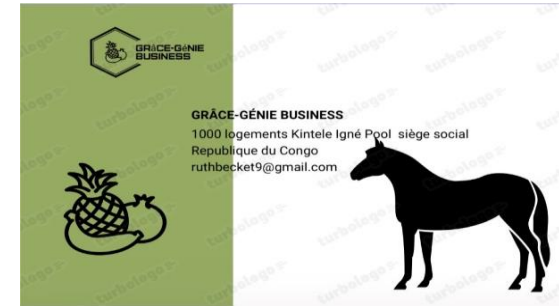 GRÂCE-GéNIE
BUSINESS
GRÂCE-GÉNIE BUSINESS
1000 logements Kintele Igné Pool siège social
Republique du Congo
ruthbecket9@gmail.com
turbologo